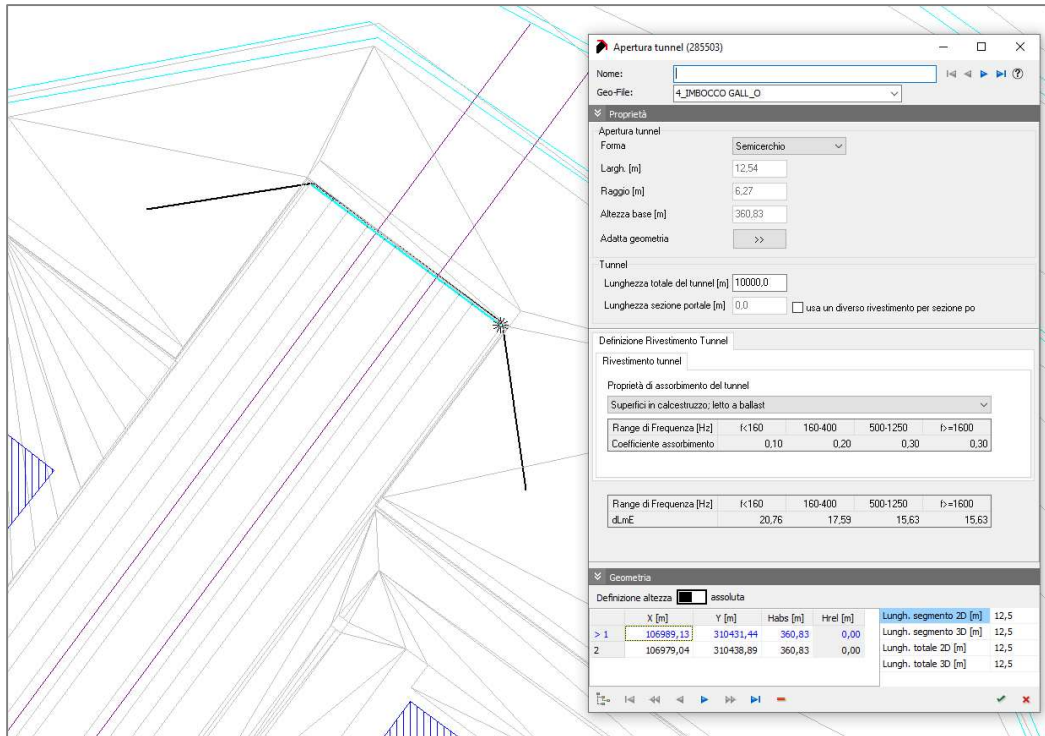 Apertura tunnel (285503)
Nome:
Geo-File: 4_IMBOCCO GALL_O
Proprietà
Apertura tunnel
Forma Semicerchio
Largh. [m] 12,54
Raggio [m] 6,27
Altezza base [m] 360,83
Adatta geometria >>
Tunnel
Lunghezza totale del tunnel [m] 10000,0
Lunghezza sezione portale [m] 0,0 usa un diverso rivestimento per sezione po
Definizione Rivestimento Tunnel
Rivestimento tunnel
Proprietà di assorbimento del tunnel
Superfici in calcestruzzo; letto a ballast
Range di Frequenza [Hz] f<160 160-400 500-1250 f>=1600
Coefficiente assorbimento 0,10 0,20 0,30 0,30
Range di Frequenza [Hz] f<160 160-400 500-1250 f>=1600
dLmE 20,76 17,59 15,63 15,63
Geometria
Definizione altezza assoluta
X [m] Y [m] Habs [m] Hrel [m] Lungh. segmento 2D [m] 12,5
> 1 106989,13 310431,44 360,83 0,00 Lungh. segmento 3D [m] 12,5
2 106979,04 310438,89 360,83 0,00 Lungh. totale 2D [m] 12,5
Lungh. totale 3D [m] 12,5